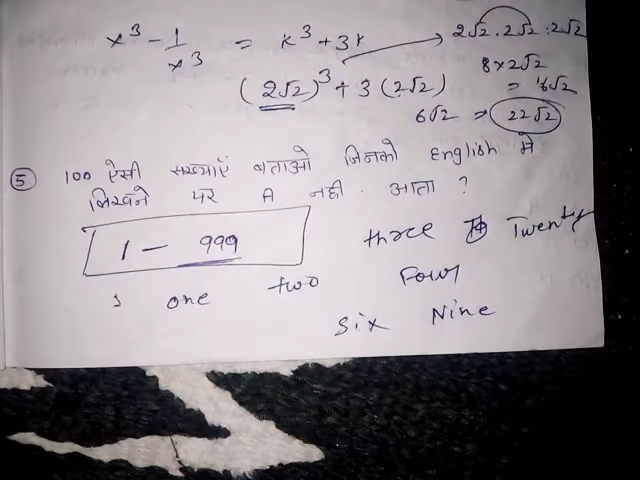 x³ - 1/x³ = k³ + 3k
2√2 . 2√2 . 2√2
(2√2)³ + 3 (2√2)
8 × 2√2
= 16√2
6√2 ⇒ 22√2
⑤ 100 ऐसी सख्याएँ बताओ जिनको English मे
लिखने पर A नही आता ?
1 – 999
three Twenty
1 one two Four
Six Nine